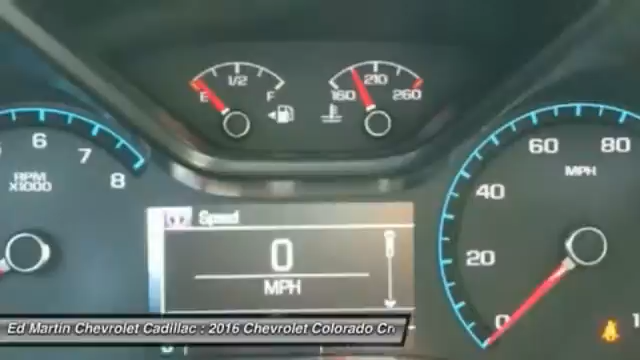 1/2 210
E F 160 260
6 60 80
7 MPH
RPM 8 40
X1000
Speed
0 20
MPH
0
Ed Martin Chevrolet Cadillac : 2016 Chevrolet Colorado